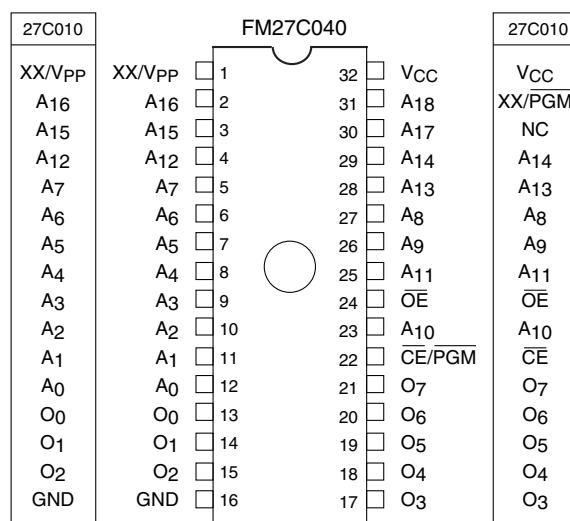 27C010 FM27C040 27C010
XX/VPP XX/VPP 1 32 VCC VCC
A16 A16 2 31 A18 XX/PGM
A15 A15 3 30 A17 NC
A12 A12 4 29 A14 A14
A7 A7 5 28 A13 A13
A6 A6 6 27 A8 A8
A5 A5 7 26 A9 A9
A4 A4 8 25 A11 A11
A3 A3 9 24 OE OE
A2 A2 10 23 A10 A10
A1 A1 11 22 CE/PGM CE
A0 A0 12 21 O7 O7
O0 O0 13 20 O6 O6
O1 O1 14 19 O5 O5
O2 O2 15 18 O4 O4
GND GND 16 17 O3 O3